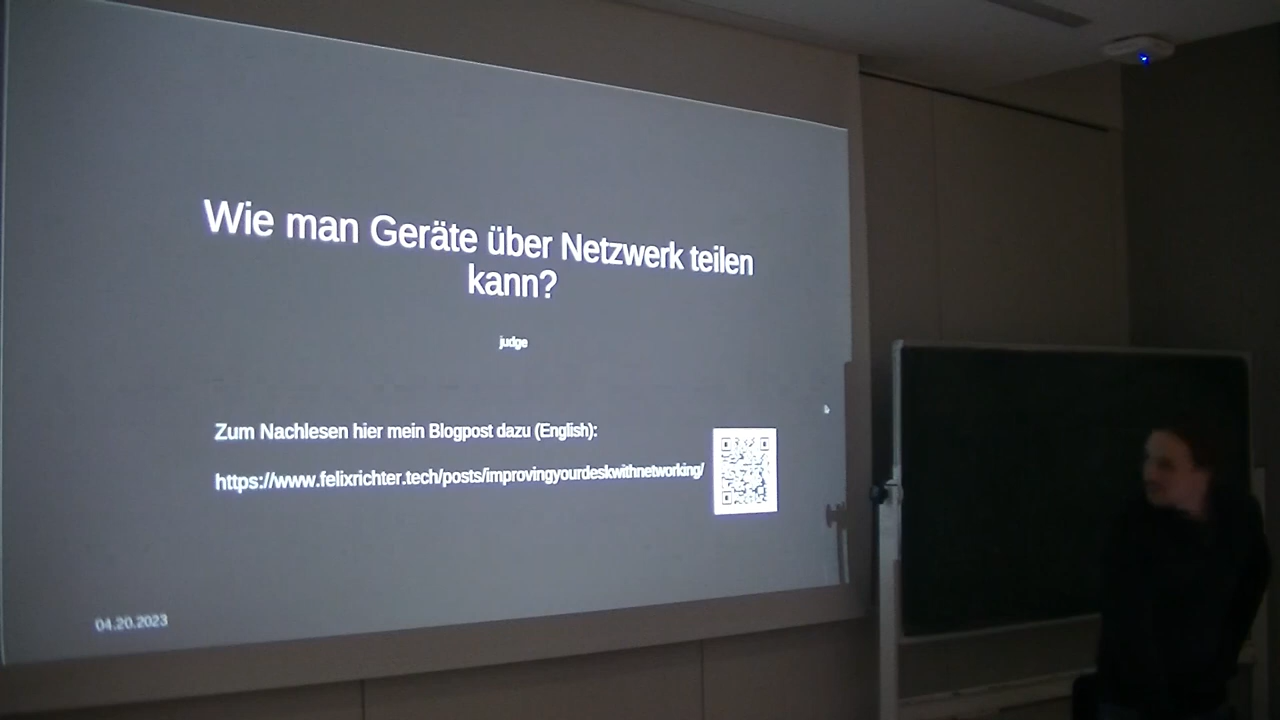 Wie man Geräte über Netzwerk teilen
kann?
judge
Zum Nachlesen hier mein Blogpost dazu (English):
https://www.felixrichter.tech/posts/improvingyourdeskwithnetworking/
04.20.2023